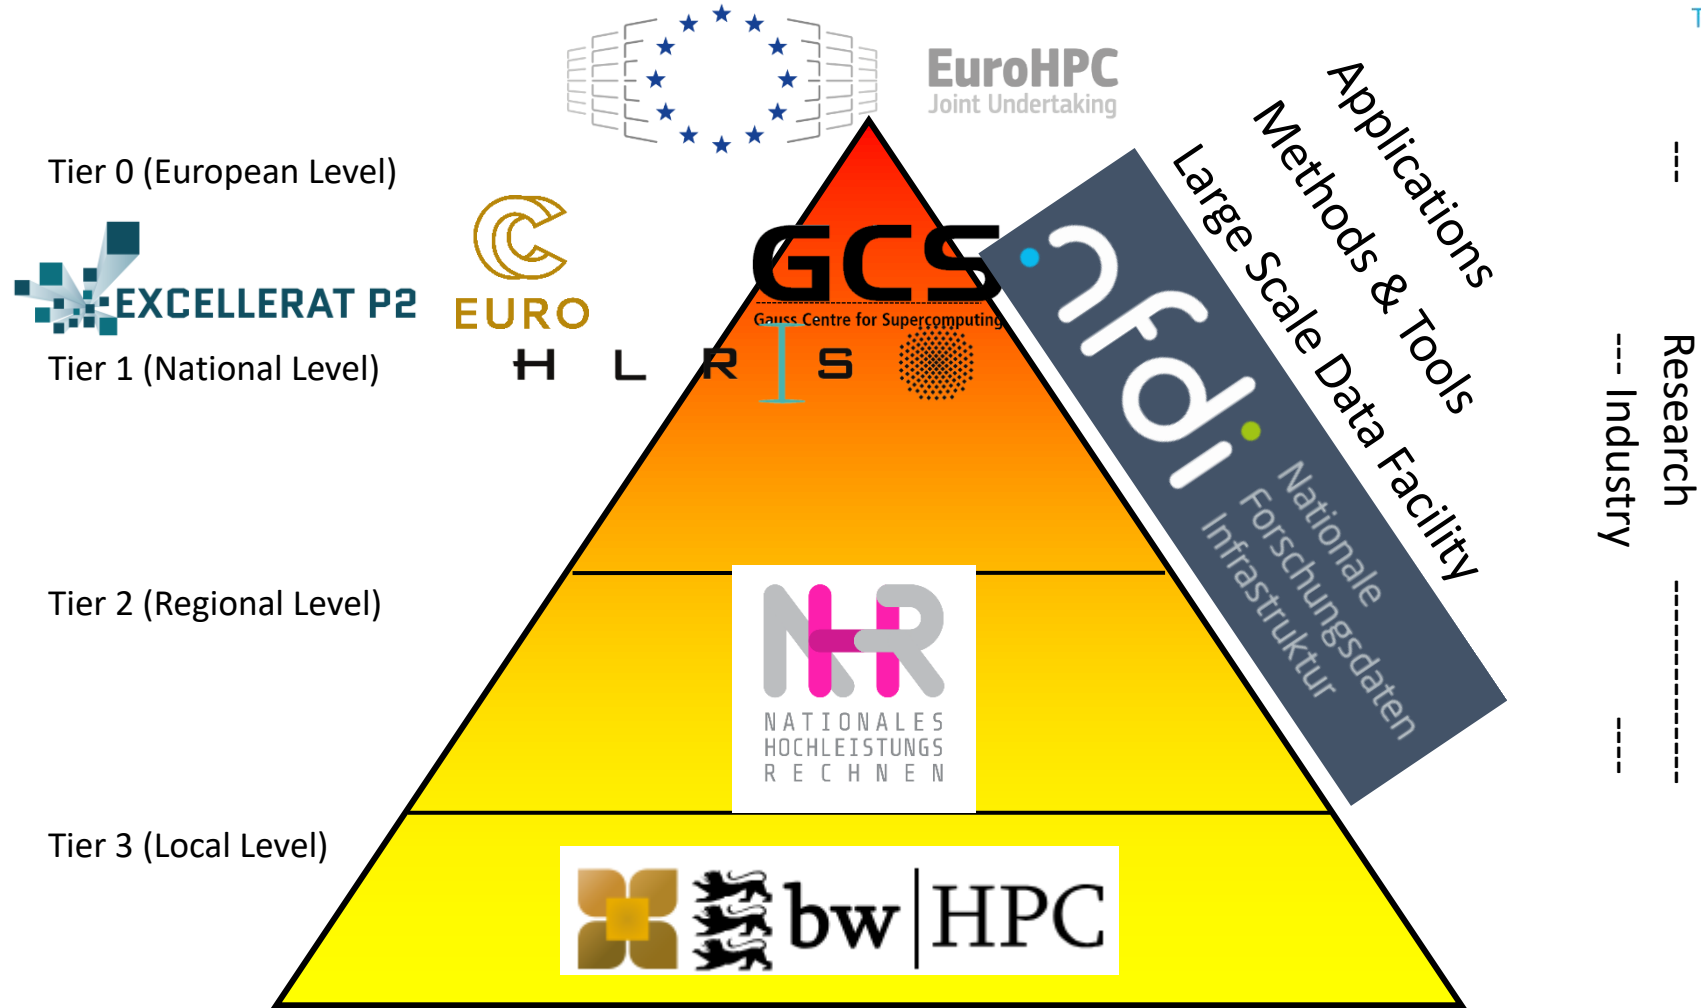 EuroHPC
Joint Undertaking
T
Tier 0 (European Level)
EXCELLERAT P2
CC
EURO
GCS
Gauss Centre for Supercomputing
Tier 1 (National Level)
H L R I S
Tier 2 (Regional Level)
NHR
NATIONALES
HOCHLEISTUNGS
RECHNEN
Tier 3 (Local Level)
bw|HPC
nfdi
Nationale
Forschungsdaten
Infrastruktur
Large Scale Data Facility
Methods & Tools
Applications
--- Industry ----
--- Research ---------------